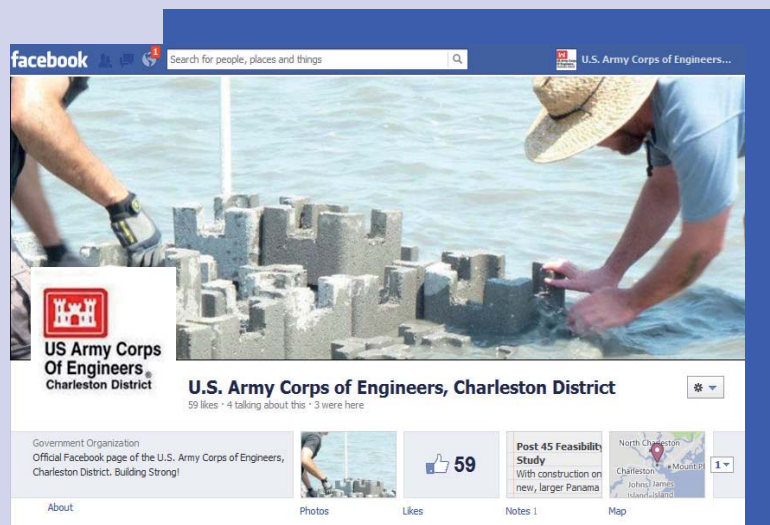 facebook
1
Search for people, places and things
U.S. Army Corps of Engineers...
US Army Corps
Of Engineers®
Charleston District
U.S. Army Corps of Engineers, Charleston District
59 likes · 4 talking about this · 3 were here
Government Organization
Official Facebook page of the U.S. Army Corps of Engineers,
Charleston District. Building Strong!
About
Photos
59
Likes
Post 45 Feasibility
Study
With construction on
new, larger Panama
Notes 1
North Charleston
Charleston
Mount Pl
Johns James
Island Island
Map
1